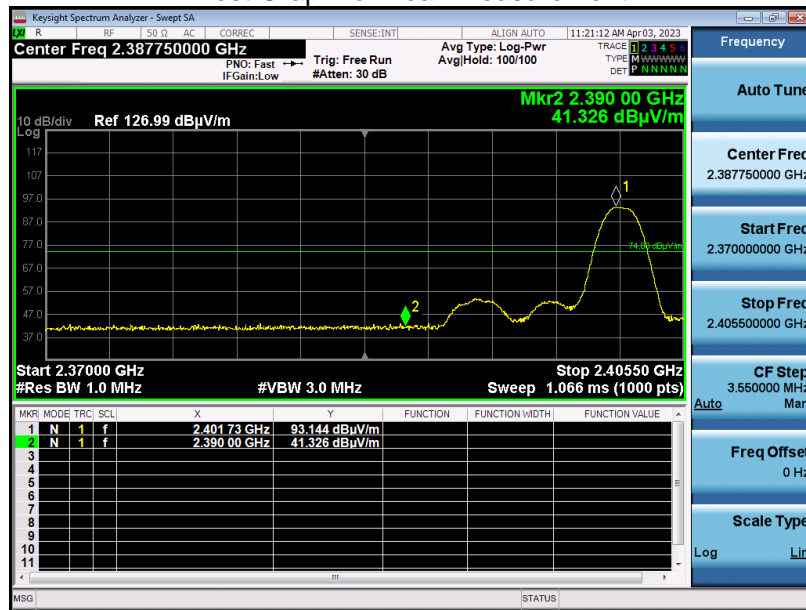 Keysight Spectrum Analyzer - Swept SA
R RF 50 Ω AC CORREC SENSE:INT ALIGN AUTO 11:21:12 AM Apr 03, 2023
Center Freq 2.387750000 GHz
PNO: Fast
IFGain:Low
Trig: Free Run
#Atten: 30 dB
Avg Type: Log-Pwr
Avg|Hold: 100/100
TRACE 1 2 3 4 5 6
TYPE M WWWWW
DET P N N N N N
Mkr2 2.390 00 GHz
41.326 dBµV/m
10 dB/div Ref 126.99 dBµV/m
Log
117
107
97.0
87.0
77.0
67.0
57.0
47.0
37.0
1
2
74.00 dBµV/m
Start 2.37000 GHz Stop 2.40550 GHz
#Res BW 1.0 MHz #VBW 3.0 MHz Sweep 1.066 ms (1000 pts)
MKR MODE TRC SCL X Y FUNCTION FUNCTION WIDTH FUNCTION VALUE
1 N 1 f 2.401 73 GHz 93.144 dBµV/m
2 N 1 f 2.390 00 GHz 41.326 dBµV/m
3
4
5
6
7
8
9
10
11
MSG STATUS
Frequency
Auto Tune
Center Freq
2.387750000 GHz
Start Freq
2.370000000 GHz
Stop Freq
2.405500000 GHz
CF Step
3.550000 MHz
Auto Man
Freq Offset
0 Hz
Scale Type
Log Lin